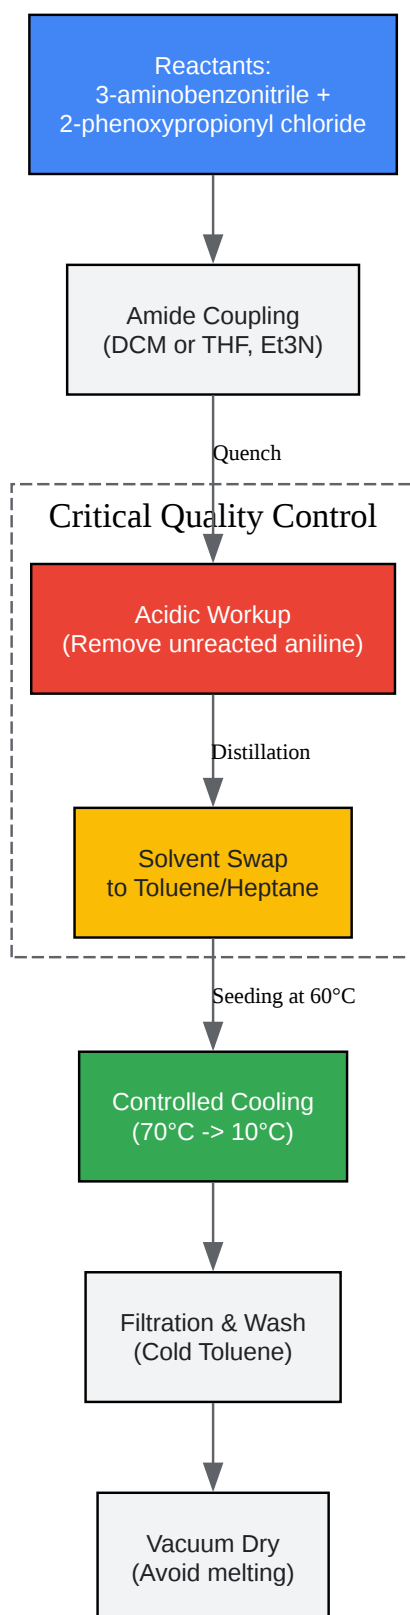 Reactants:
3-aminobenzonitrile +
2-phenoxypropionyl chloride
Amide Coupling
(DCM or THF, Et3N)
Quench
Critical Quality Control
Acidic Workup
(Remove unreacted aniline)
Distillation
Solvent Swap
to Toluene/Heptane
Seeding at 60°C
Controlled Cooling
(70°C -> 10°C)
Filtration & Wash
(Cold Toluene)
Vacuum Dry
(Avoid melting)